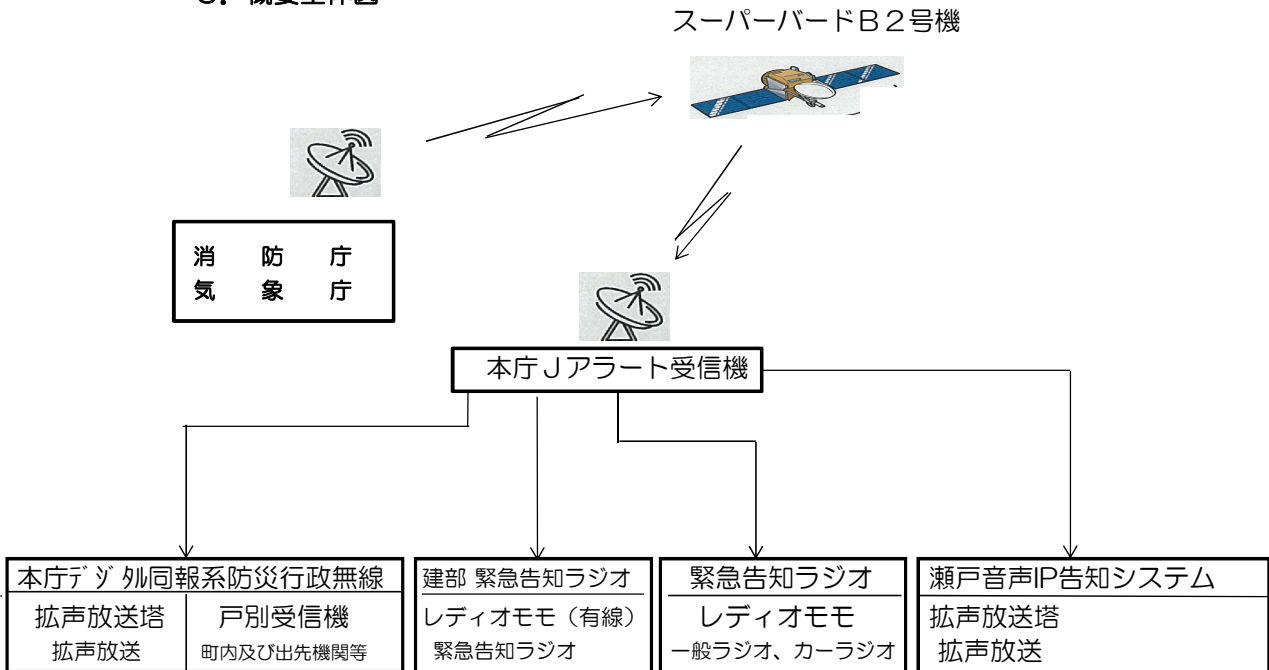 スーパーバードＢ２号機
消　防　庁
気　象　庁
本庁Ｊアラート受信機
本庁ﾃﾞｼﾞﾀﾙ同報系防災行政無線
拡声放送塔
拡声放送
戸別受信機
町内及び出先機関等
建部 緊急告知ラジオ
レディオモモ（有線）
緊急告知ラジオ
緊急告知ラジオ
レディオモモ
一般ラジオ、カーラジオ
瀬戸音声IP告知システム
拡声放送塔
拡声放送